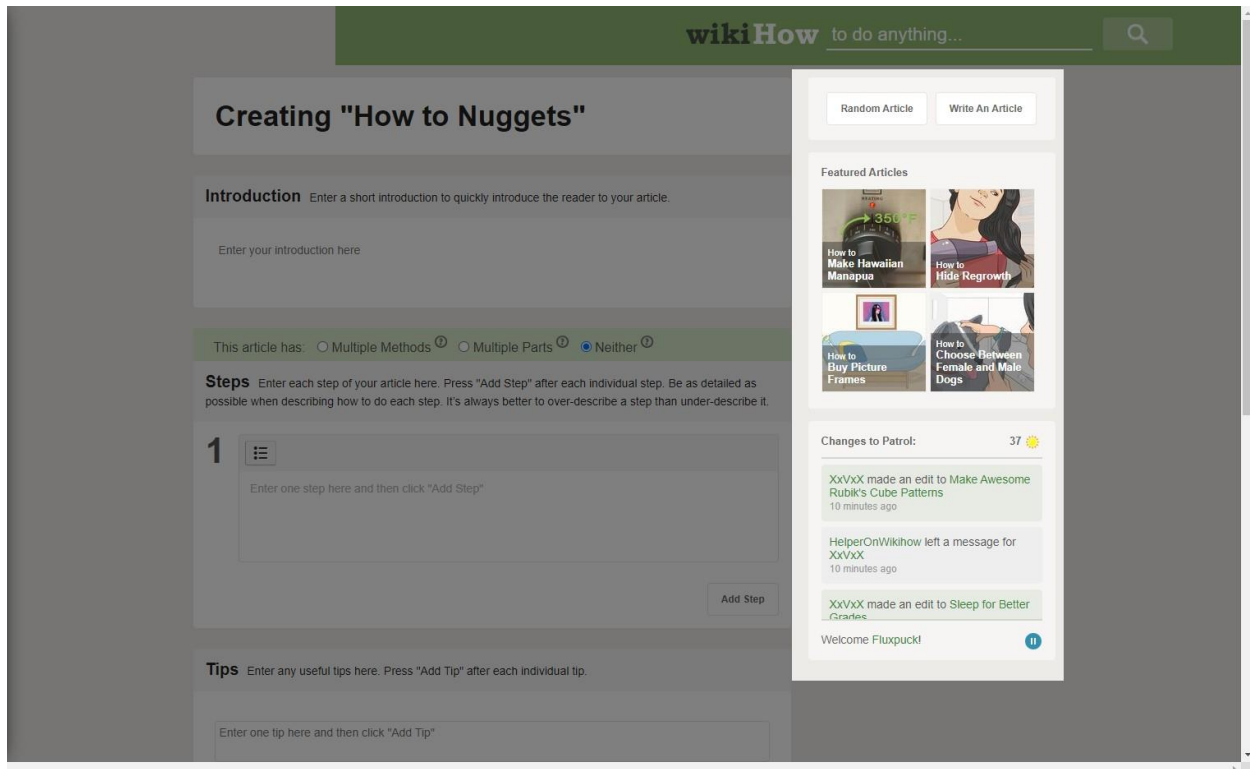 wikiHow to do anything...
Creating "How to Nuggets"
Introduction Enter a short introduction to quickly introduce the reader to your article.
Enter your introduction here
This article has: Multiple Methods ? Multiple Parts ? Neither ?
Steps Enter each step of your article here. Press "Add Step" after each individual step. Be as detailed as
possible when describing how to do each step. It's always better to over-describe a step than under-describe it.
1
Enter one step here and then click "Add Step"
Add Step
Tips Enter any useful tips here. Press "Add Tip" after each individual tip.
Enter one tip here and then click "Add Tip"
Random Article
Write An Article
Featured Articles
350°F
How to
Make Hawaiian
Manapua
How to
Hide Regrowth
How to
Buy Picture
Frames
How to
Choose Between
Female and Male
Dogs
Changes to Patrol: 37
XxVxX made an edit to Make Awesome
Rubik's Cube Patterns
10 minutes ago
HelperOnWikihow left a message for
XxVxX
10 minutes ago
XxVxX made an edit to Sleep for Better
Grades
Welcome Fluxpuck!